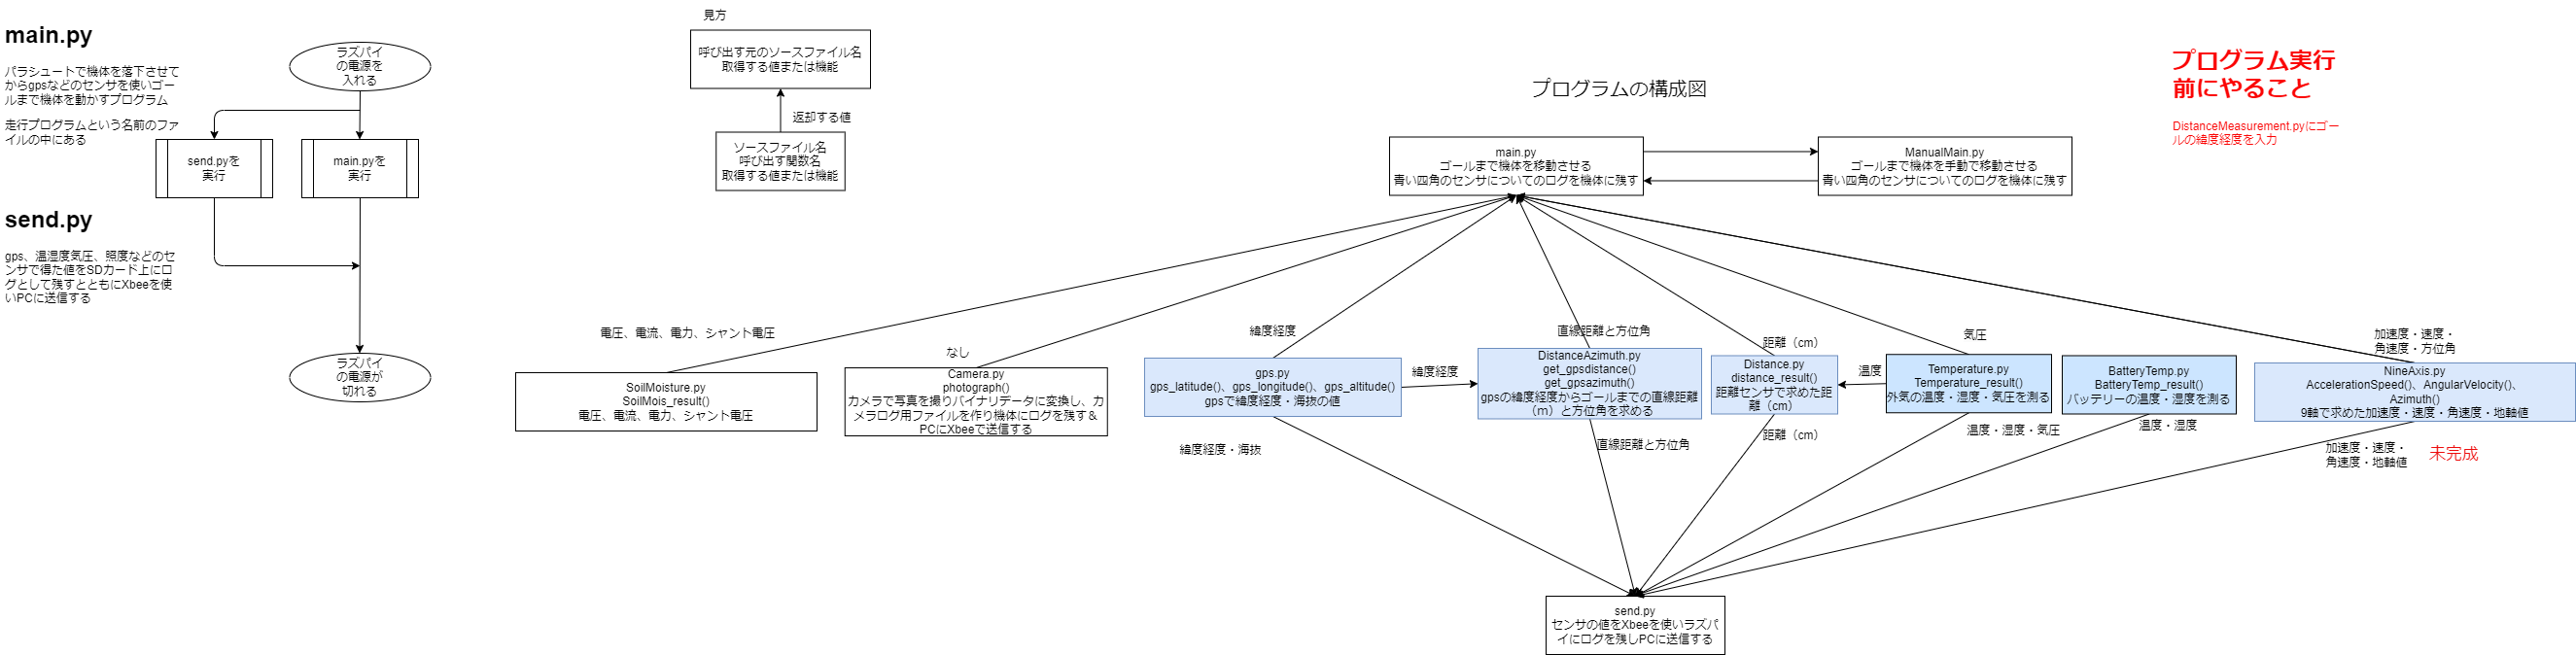 main.py
パラシュートで機体を落下させて
からgpsなどのセンサを使いゴー
ルまで機体を動かすプログラム
走行プログラムという名前のファ
イルの中にある
ラズパイ
の電源を
入れる
send.pyを
実行
main.pyを
実行
send.py
gps、温湿度気圧、照度などのセ
ンサで得た値をSDカード上にロ
グとして残すとともにXbeeを使
いPCに送信する
ラズパイ
の電源が
切れる
見方
呼び出す元のソースファイル名
取得する値または機能
返却する値
ソースファイル名
呼び出す関数名
取得する値または機能
プログラムの構成図
プログラム実行
前にやること
DistanceMeasurement.pyにゴー
ルの緯度経度を入力
main.py
ゴールまで機体を移動させる
青い四角のセンサについてのログを機体に残す
ManualMain.py
ゴールまで機体を手動で移動させる
青い四角のセンサについてのログを機体に残す
電圧、電流、電力、シャント電圧
なし
緯度経度
直線距離と方位角
距離（cm）
気圧
加速度・速度・
角速度・方位角
SoilMoisture.py
SoilMois_result()
電圧、電流、電力、シャント電圧
Camera.py
photograph()
カメラで写真を撮りバイナリデータに変換し、カ
メラログ用ファイルを作り機体にログを残す＆
PCにXbeeで送信する
gps.py
gps_latitude()、gps_longitude()、gps_altitude()
gpsで緯度経度・海抜の値
緯度経度
DistanceAzimuth.py
get_gpsdistance()
get_gpsazimuth()
gpsの緯度経度からゴールまでの直線距離
（m）と方位角を求める
Distance.py
distance_result()
距離センサで求めた距
離（cm）
温度
Temperature.py
Temperature_result()
外気の温度・湿度・気圧を測る
BatteryTemp.py
BatteryTemp_result()
バッテリーの温度・湿度を測る
NineAxis.py
AccelerationSpeed()、AngularVelocity()、
Azimuth()
9軸で求めた加速度・速度・角速度・地軸値
緯度経度・海抜
直線距離と方位角
距離（cm）
温度・湿度・気圧
温度・湿度
加速度・速度・
角速度・地軸値
未完成
send.py
センサの値をXbeeを使いラズパ
イにログを残しPCに送信する